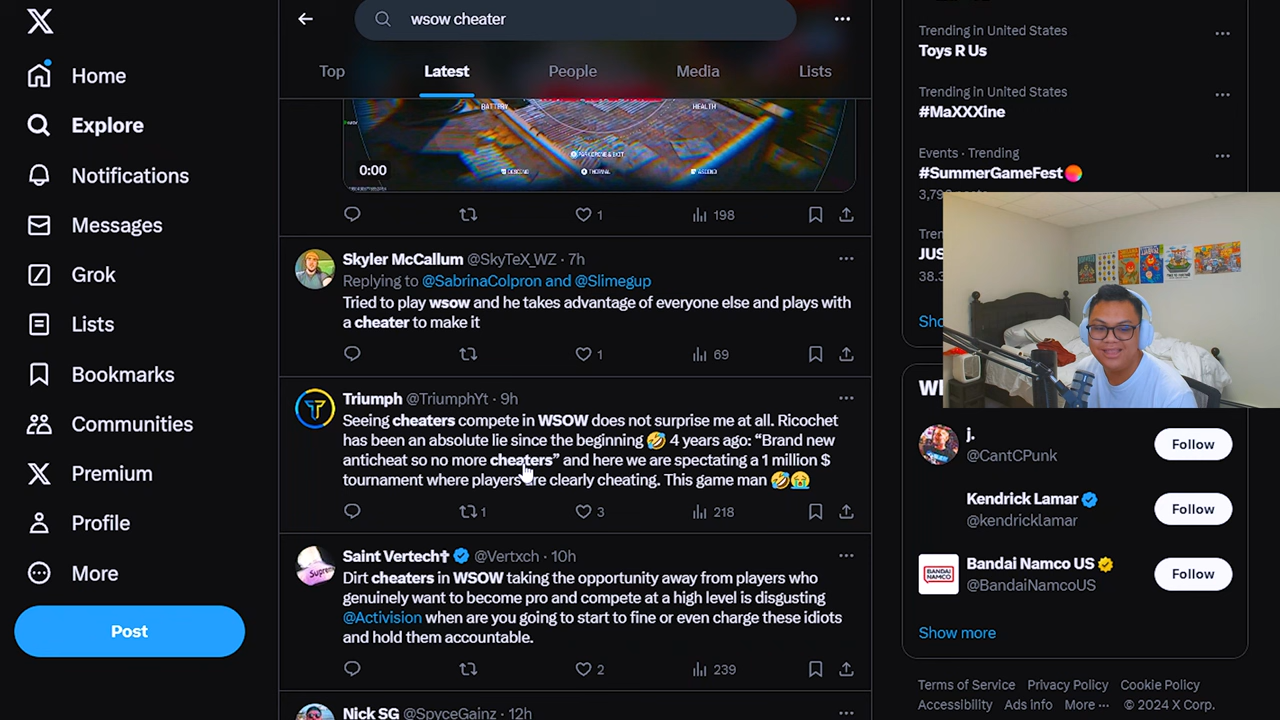 wsow cheater
Top
Latest
People
Media
Lists
Home
Explore
Notifications
Messages
Grok
Lists
Bookmarks
Communities
Premium
Profile
More
Post
BATTERY
HEALTH
0:00
1
198
Skyler McCallum @SkyTeX_WZ · 7h
Replying to @SabrinaColpron and @Slimegup
Tried to play wsow and he takes advantage of everyone else and plays with
a cheater to make it
1
69
Triumph @TriumphYt · 9h
Seeing cheaters compete in WSOW does not surprise me at all. Ricochet
has been an absolute lie since the beginning 🤣 4 years ago: “Brand new
anticheat so no more cheaters” and here we are spectating a 1 million $
tournament where players are clearly cheating. This game man 🤣😭
1
3
218
Saint Vertech† @Vertxch · 10h
Dirt cheaters in WSOW taking the opportunity away from players who
genuinely want to become pro and compete at a high level is disgusting
@Activision when are you going to start to fine or even charge these idiots
and hold them accountable.
2
239
Nick SG @SpyceGainz · 12h
Trending in United States
Toys R Us
Trending in United States
#MaXXXine
Events · Trending
#SummerGameFest
j.
@CantCPunk
Follow
Kendrick Lamar
@kendricklamar
Follow
Bandai Namco US
@BandaiNamcoUS
Follow
Show more
Terms of Service Privacy Policy Cookie Policy
Accessibility Ads info More ··· © 2024 X Corp.